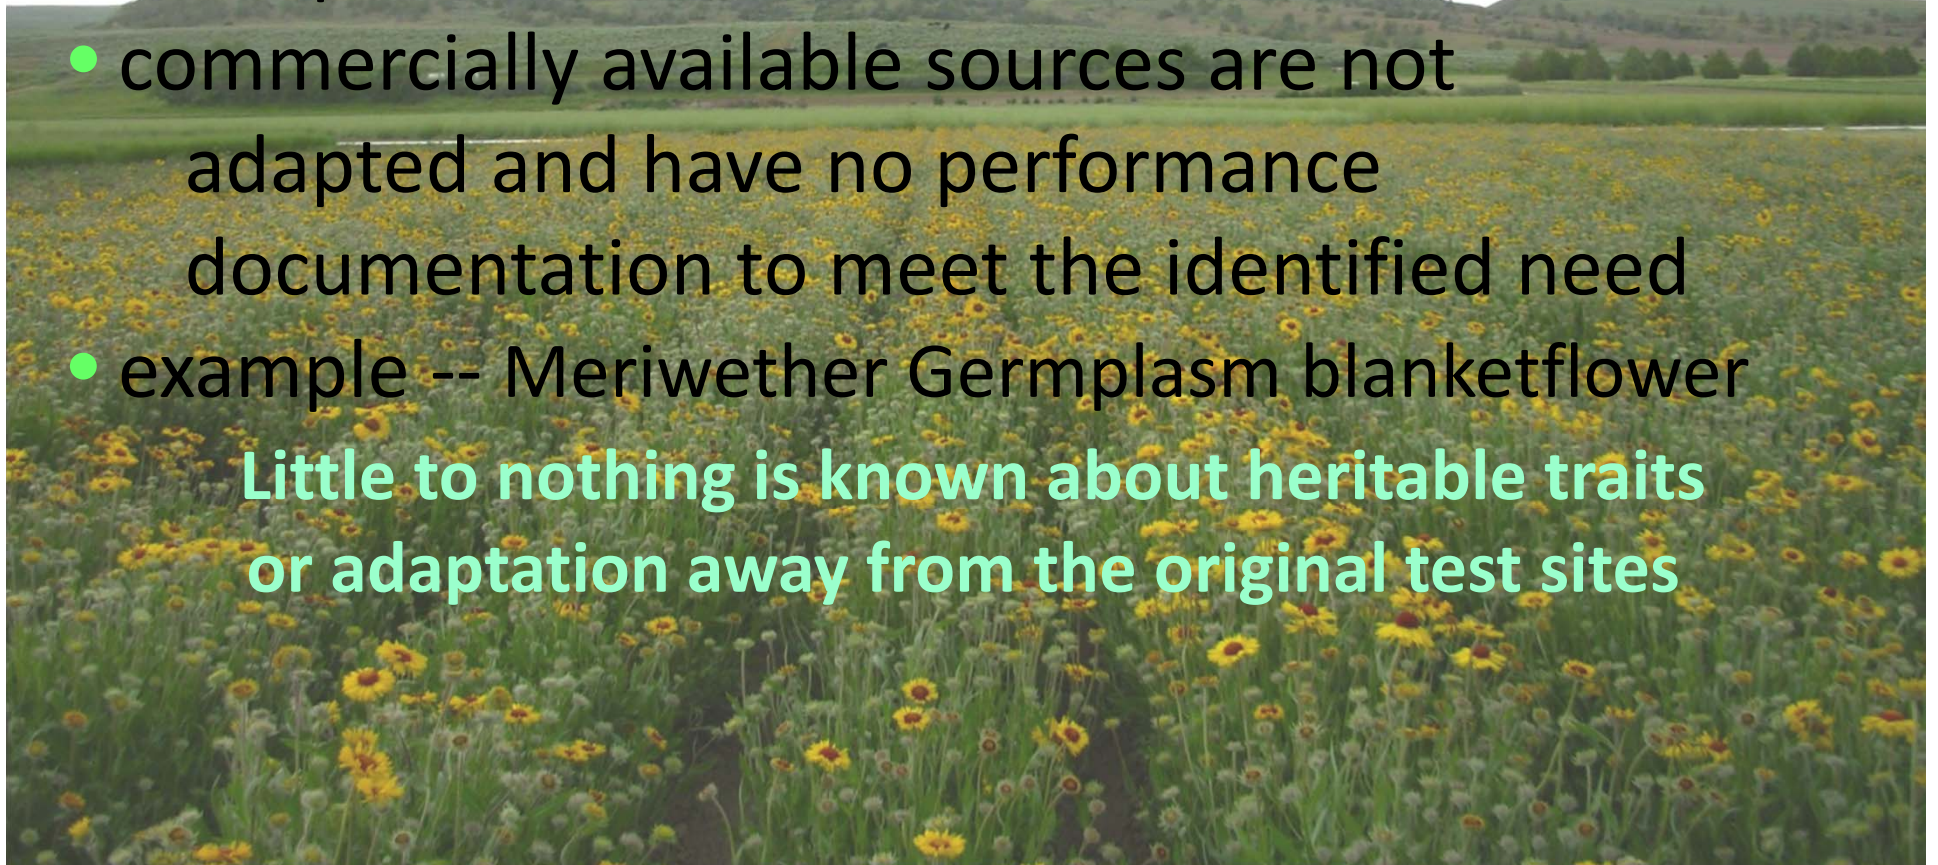 • commercially available sources are not
adapted and have no performance
documentation to meet the identified need
• example -- Meriwether Germplasm blanketflower
Little to nothing is known about heritable traits
or adaptation away from the original test sites